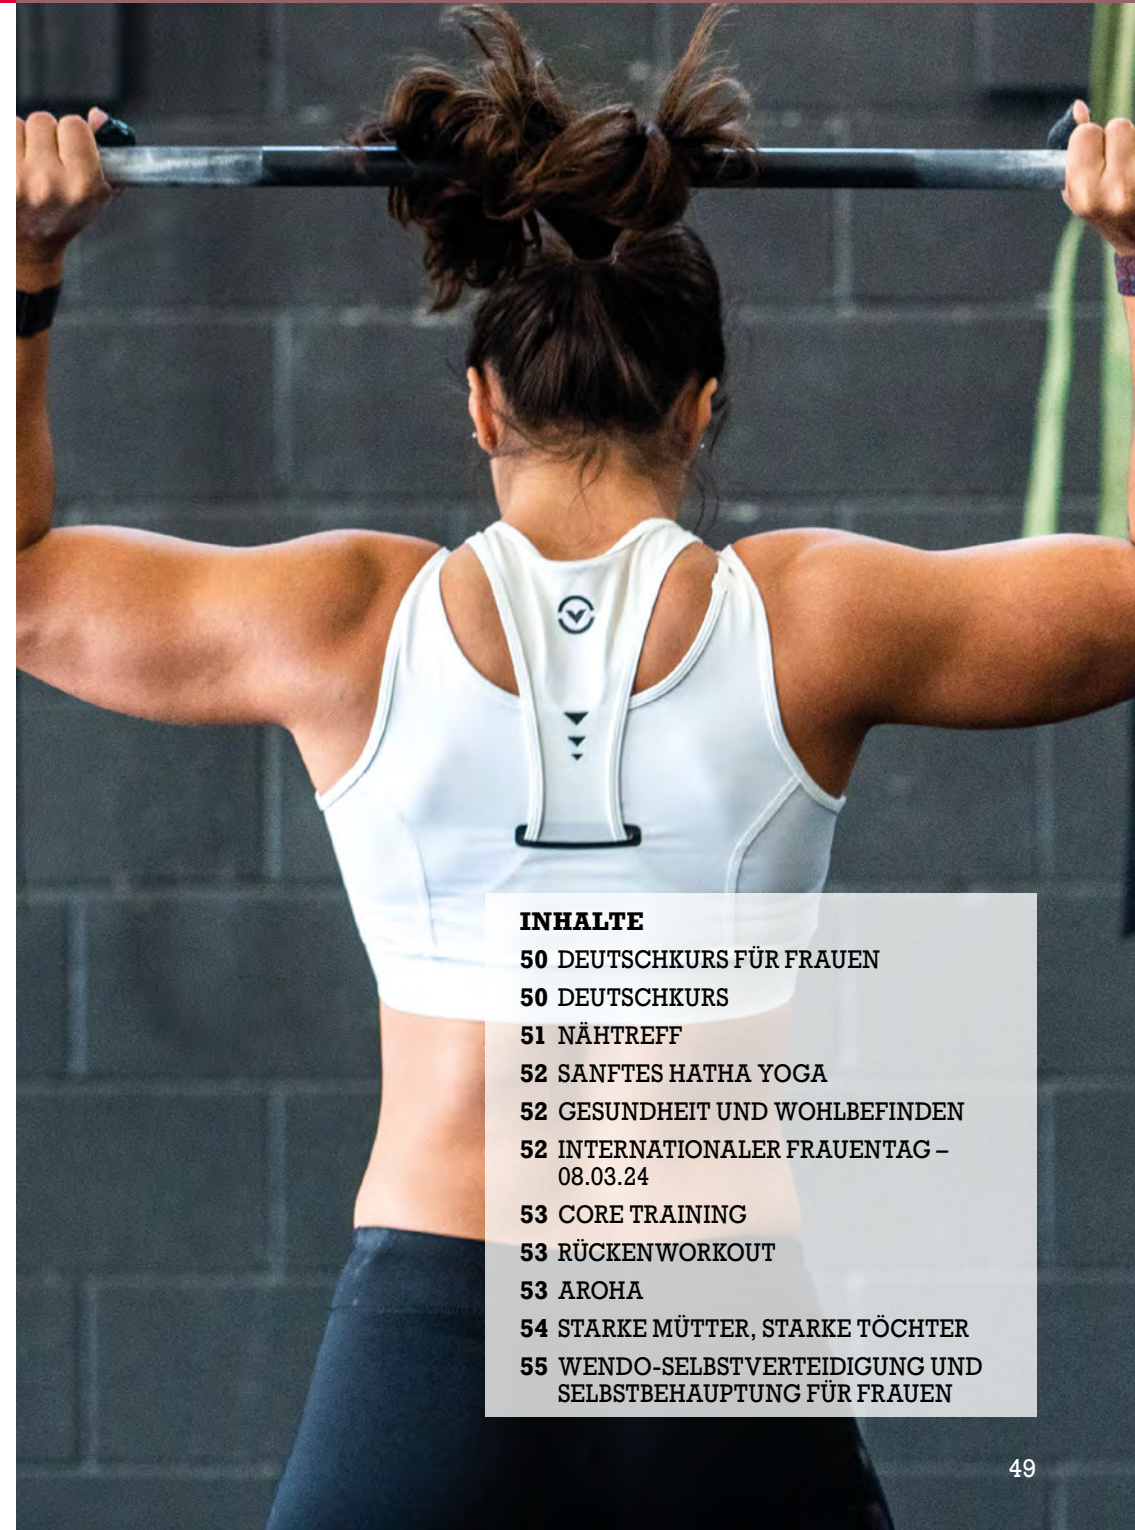 INHALTE
50 DEUTSCHKURS FÜR FRAUEN
50 DEUTSCHKURS
51 NÄHTREFF
52 SANFTES HATHA YOGA
52 GESUNDHEIT UND WOHLBEFINDEN
52 INTERNATIONALER FRAUENTAG –
08.03.24
53 CORE TRAINING
53 RÜCKENWORKOUT
53 AROHA
54 STARKE MÜTTER, STARKE TÖCHTER
55 WENDO-SELBSTVERTEIDIGUNG UND
SELBSTBEHAUPTUNG FÜR FRAUEN
49